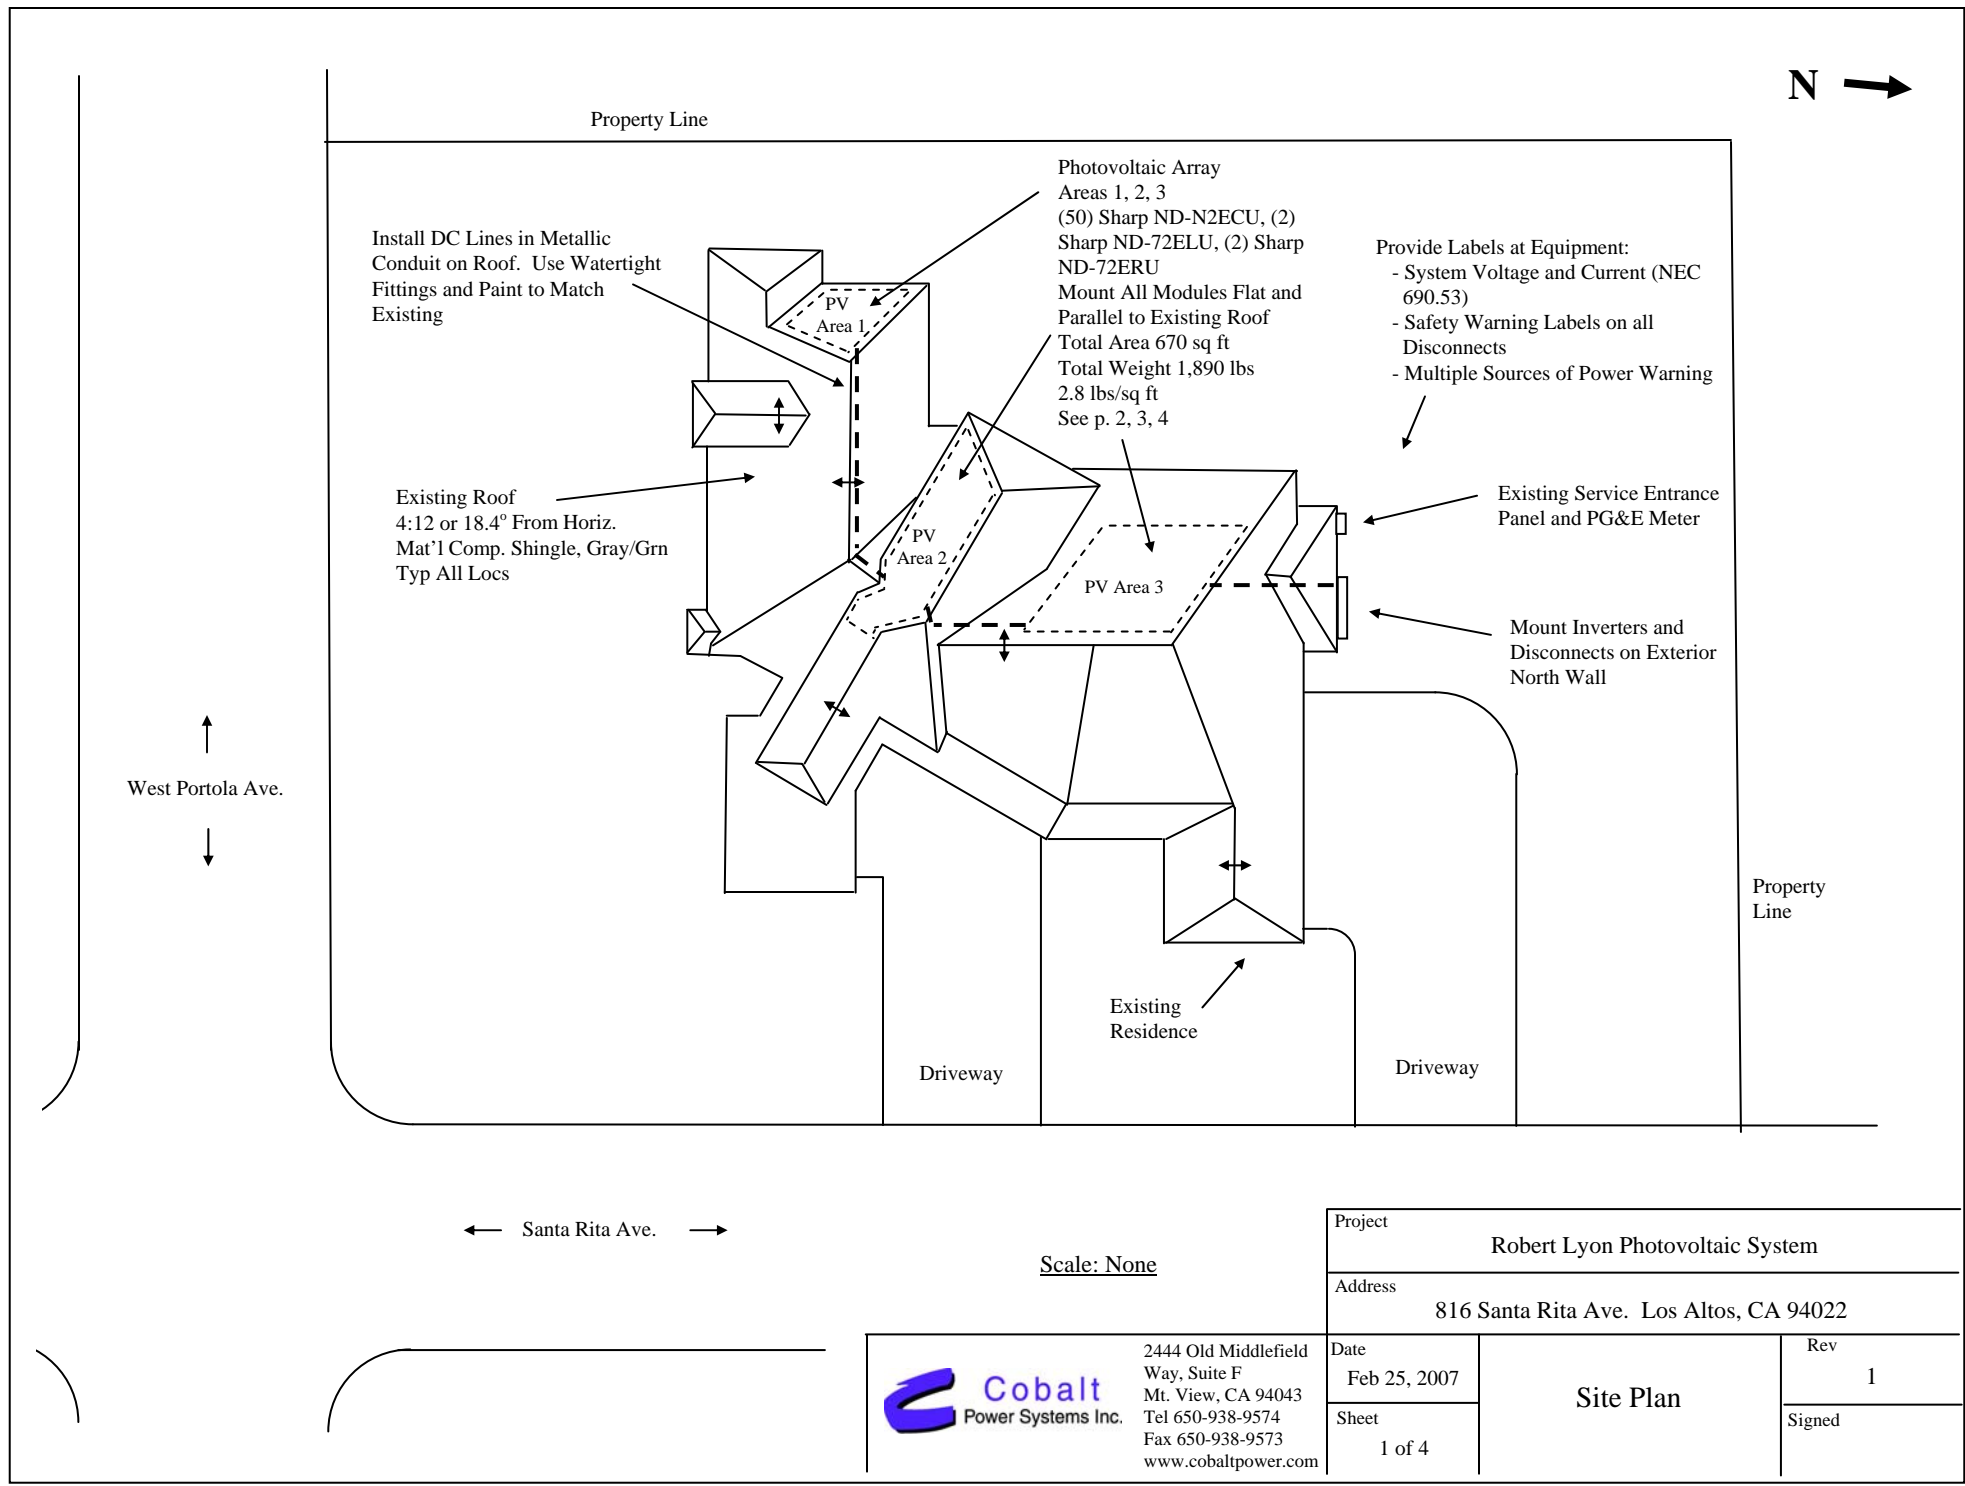 N
Property Line
Photovoltaic Array
Areas 1, 2, 3
(50) Sharp ND-N2ECU, (2)
Sharp ND-72ELU, (2) Sharp
ND-72ERU
Mount All Modules Flat and
Parallel to Existing Roof
Total Area 670 sq ft
Total Weight 1,890 lbs
2.8 lbs/sq ft
See p. 2, 3, 4
Install DC Lines in Metallic
Conduit on Roof.  Use Watertight
Fittings and Paint to Match
Existing
Provide Labels at Equipment:
- System Voltage and Current (NEC
690.53)
- Safety Warning Labels on all
Disconnects
- Multiple Sources of Power Warning
PV
Area 1
Existing Roof
4:12 or 18.4° From Horiz.
Mat'l Comp. Shingle, Gray/Grn
Typ All Locs
PV
Area 2
PV Area 3
Existing Service Entrance
Panel and PG&E Meter
Mount Inverters and
Disconnects on Exterior
North Wall
West Portola Ave.
Property
Line
Existing
Residence
Driveway
Driveway
Santa Rita Ave.
Scale: None
Project
Robert Lyon Photovoltaic System
Address
816 Santa Rita Ave.  Los Altos, CA 94022
Cobalt
Power Systems Inc.
2444 Old Middlefield
Way, Suite F
Mt. View, CA 94043
Tel 650-938-9574
Fax 650-938-9573
www.cobaltpower.com
Date
Feb 25, 2007
Sheet
1 of 4
Site Plan
Rev
1
Signed